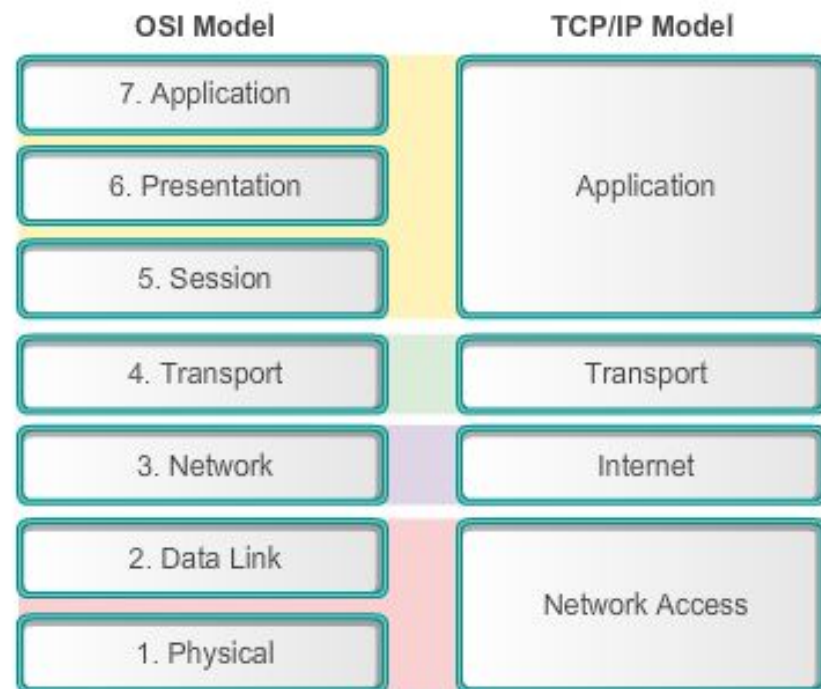 OSI Model
TCP/IP Model
7. Application
6. Presentation
5. Session
4. Transport
3. Network
2. Data Link
1. Physical
Application
Transport
Internet
Network Access